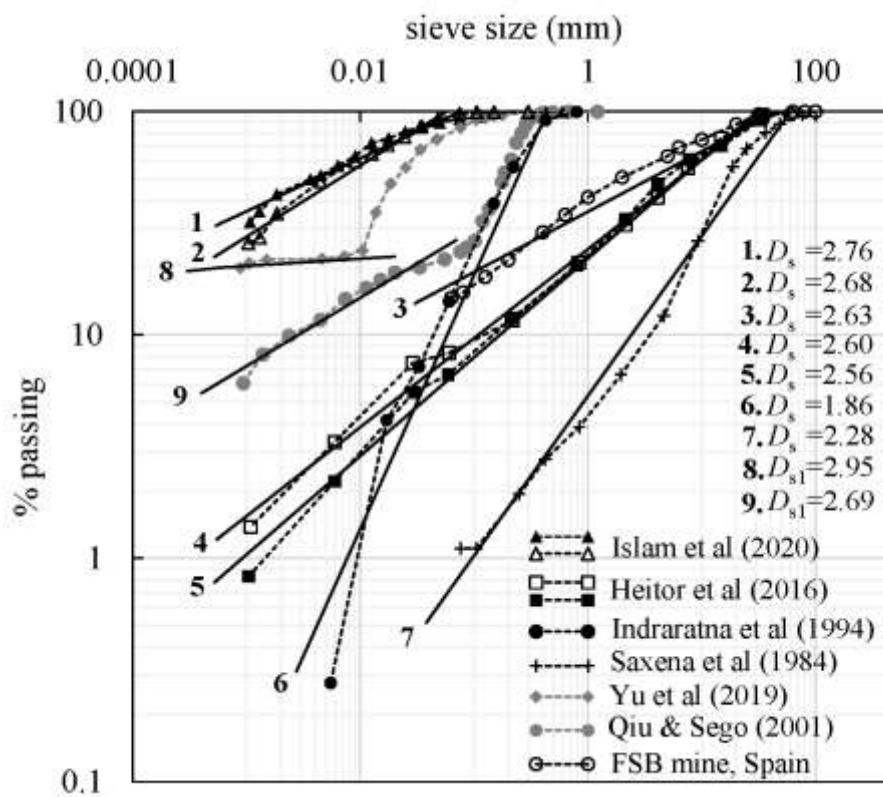 sieve size (mm)
0.0001 0.01 1 100
100
10
1
0.1
% passing
1
2
8
3
9
4
5
6
7
1. Ds =2.76
2. Ds =2.68
3. Ds =2.63
4. Ds =2.60
5. Ds =2.56
6. Ds =1.86
7. Ds =2.28
8. Ds1=2.95
9. Ds1=2.69
Islam et al (2020)
Heitor et al (2016)
Indraratna et al (1994)
Saxena et al (1984)
Yu et al (2019)
Qiu & Sego (2001)
FSB mine, Spain